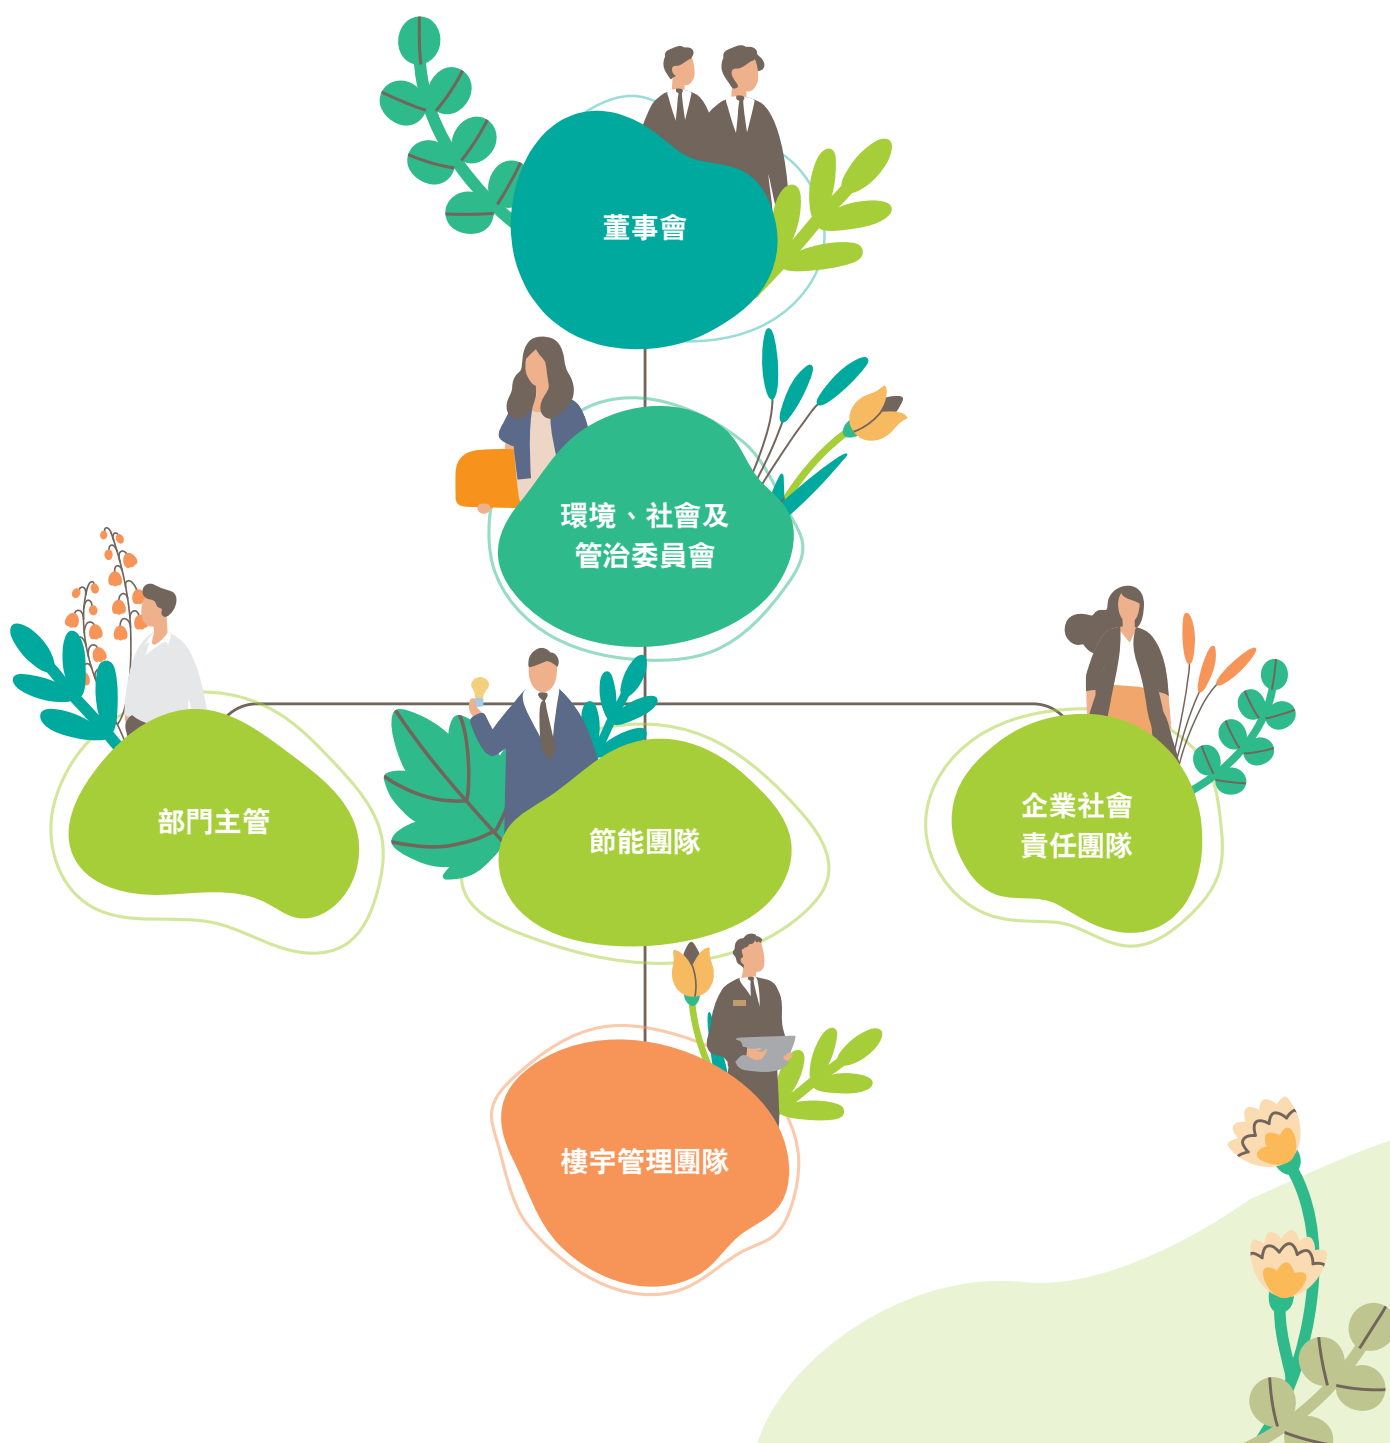 董事會
環境、社會及
管治委員會
部門主管
節能團隊
企業社會
責任團隊
樓宇管理團隊